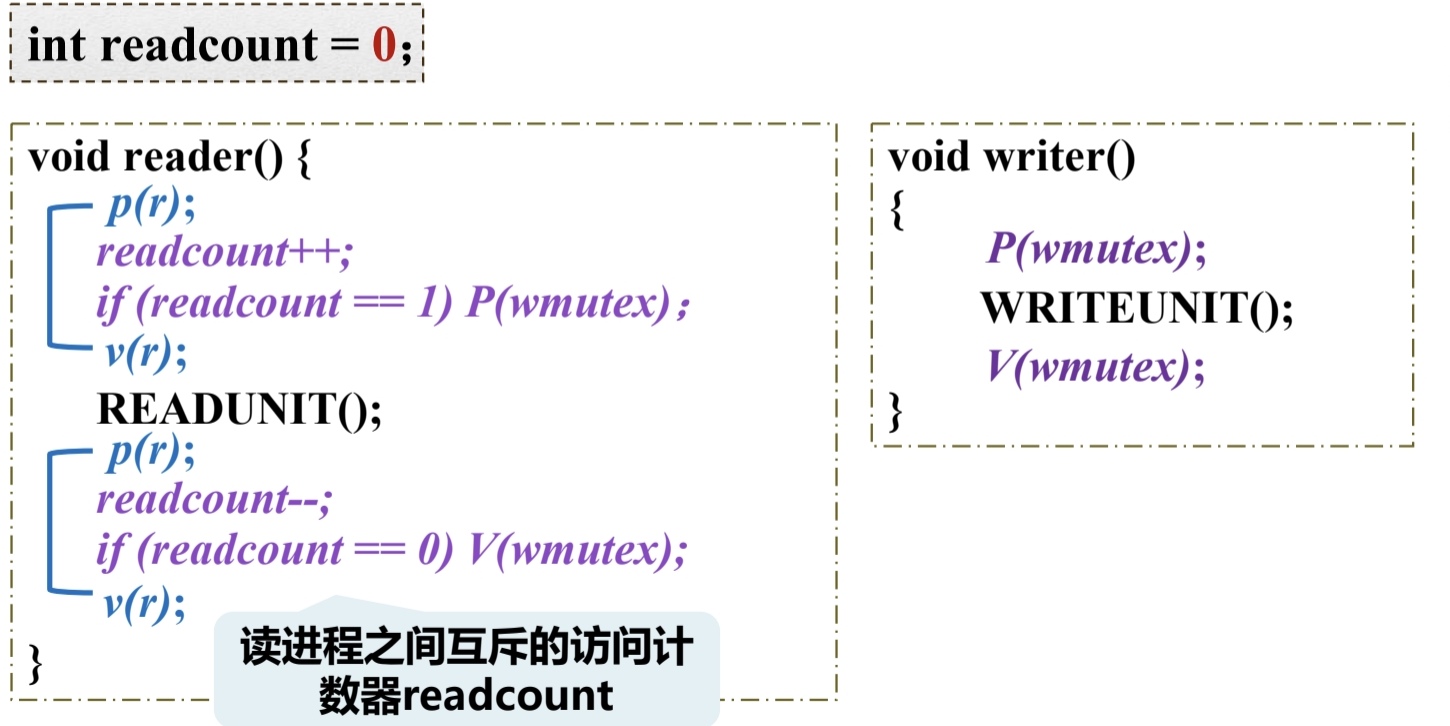 int readcount = 0;
void reader() {
p(r);
readcount++;
if (readcount == 1) P(wmutex)；
v(r);
READUNIT();
p(r);
readcount--;
if (readcount == 0) V(wmutex);
v(r);
}
读进程之间互斥的访问计
数器readcount
void writer()
{
P(wmutex);
WRITEUNIT();
V(wmutex);
}